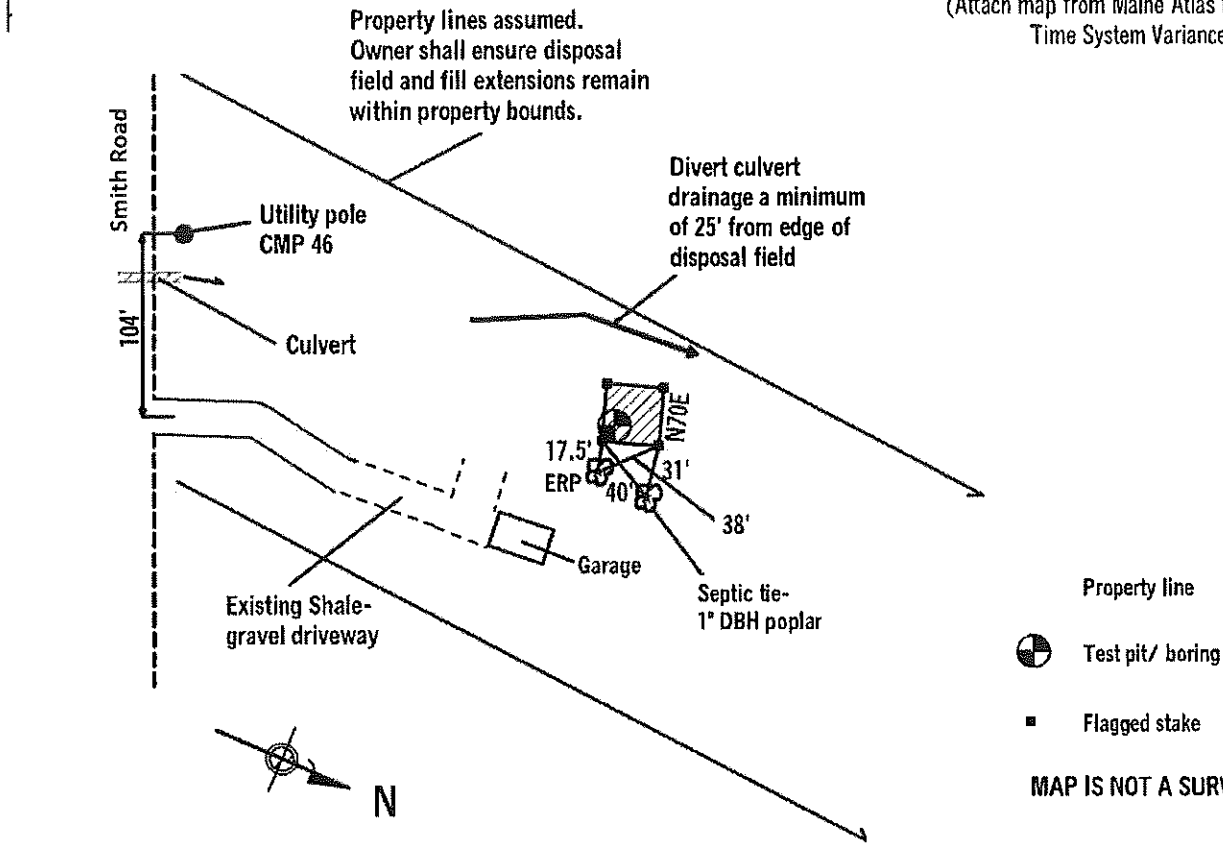 (Attach map from Maine Atlas
Time System Variance
Property lines assumed.
Owner shall ensure disposal
field and fill extensions remain
within property bounds.
Smith Road
Divert culvert
drainage a minimum
of 25' from edge of
disposal field
Utility pole
CMP 46
104'
Culvert
N70E
17.5'
ERP
40'
31'
38'
Garage
Existing Shale-
gravel driveway
Septic tie-
1" DBH poplar
Property line
Test pit/ boring
Flagged stake
MAP IS NOT A
N